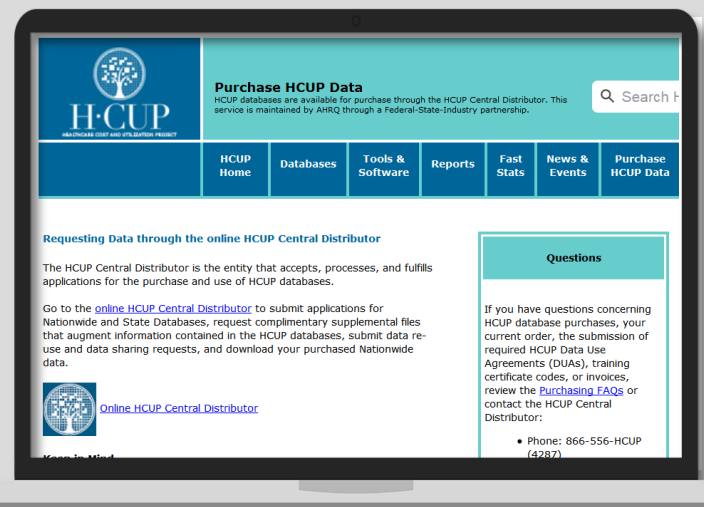 H·CUP
HEALTHCARE COST AND UTILIZATION PROJECT
Purchase HCUP Data
HCUP databases are available for purchase through the HCUP Central Distributor. This
service is maintained by AHRQ through a Federal-State-Industry partnership.
Search H
HCUP
Home
Databases
Tools &
Software
Reports
Fast
Stats
News &
Events
Purchase
HCUP Data
Requesting Data through the online HCUP Central Distributor
The HCUP Central Distributor is the entity that accepts, processes, and fulfills
applications for the purchase and use of HCUP databases.
Go to the online HCUP Central Distributor to submit applications for
Nationwide and State Databases, request complimentary supplemental files
that augment information contained in the HCUP databases, submit data re-
use and data sharing requests, and download your purchased Nationwide
data.
Online HCUP Central Distributor
Keep in Mind
Questions
If you have questions concerning
HCUP database purchases, your
current order, the submission of
required HCUP Data Use
Agreements (DUAs), training
certificate codes, or invoices,
review the Purchasing FAQs or
contact the HCUP Central
Distributor:
• Phone: 866-556-HCUP
(4287)